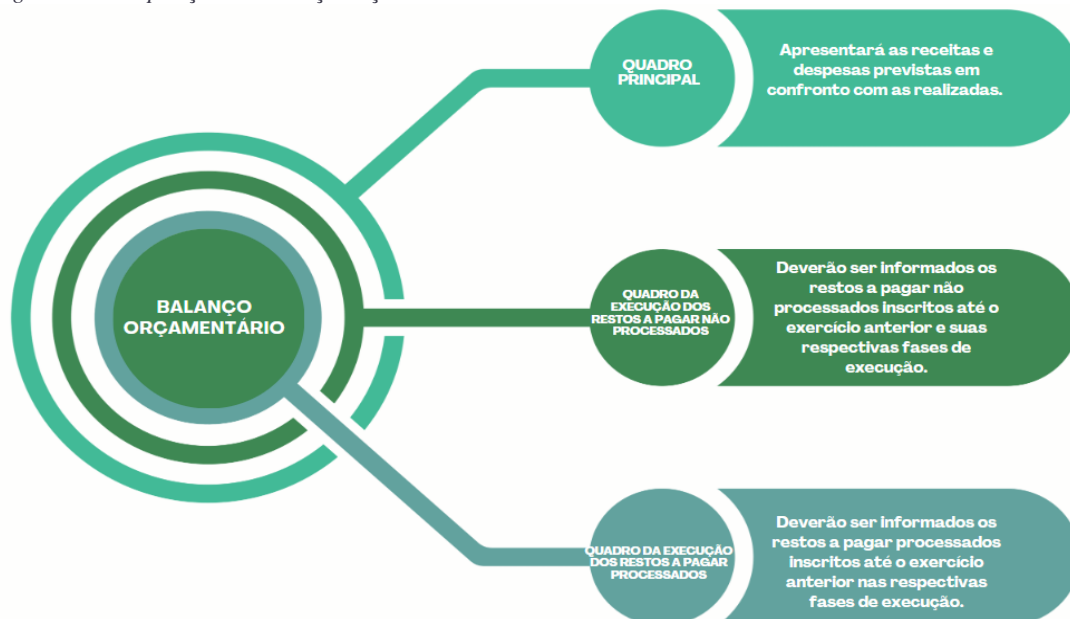 QUADRO
PRINCIPAL
Apresentará as receitas e
despesas previstas em
confronto com as realizadas.
BALANÇO
ORÇAMENTÁRIO
QUADRO DA
EXECUÇÃO DOS
RESTOS A PAGAR NÃO
PROCESSADOS
Deverão ser informados os
restos a pagar não
processados inscritos até o
exercício anterior e suas
respectivas fases de
execução.
QUADRO DA EXECUÇÃO
DOS RESTOS A PAGAR
PROCESSADOS
Deverão ser informados os
restos a pagar processados
inscritos até o exercício
anterior nas respectivas
fases de execução.